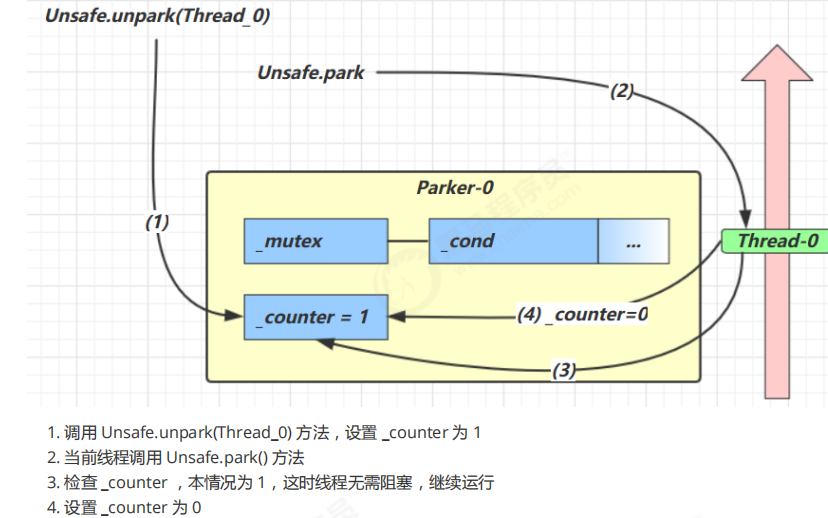 Unsafe.unpark(Thread_0)
Unsafe.park
(2)
Parker-0
(1)
_mutex
_cond
...
Thread-0
_counter = 1
(4) _counter=0
(3)
1. 调用 Unsafe.unpark(Thread_0) 方法，设置 _counter 为 1
2. 当前线程调用 Unsafe.park() 方法
3. 检查 _counter ，本情况为 1，这时线程无需阻塞，继续运行
4. 设置 _counter 为 0